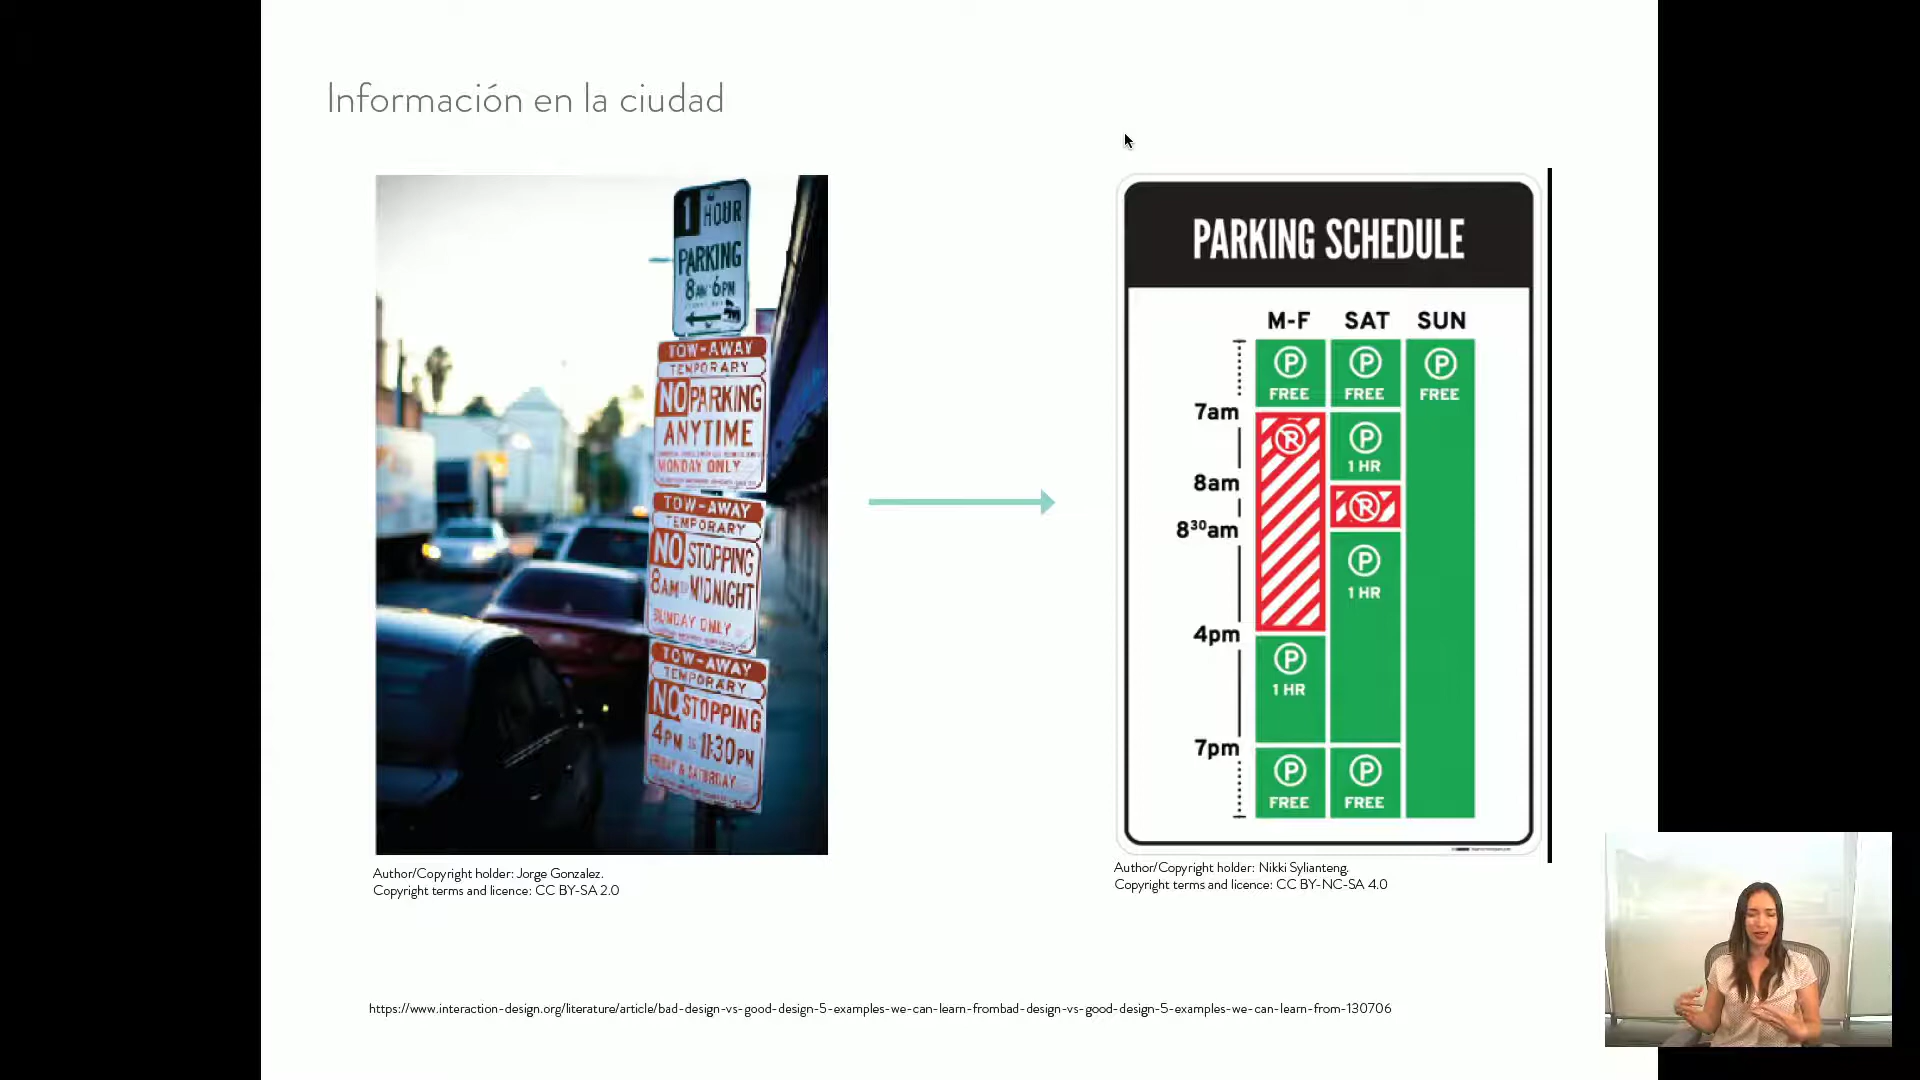 Información en la ciudad
1 HOUR
PARKING
8AM-6PM
TOW-AWAY
TEMPORARY
NO PARKING
ANYTIME
MONDAY ONLY
TOW-AWAY
TEMPORARY
NO STOPPING
8AM TO MIDNIGHT
SUNDAY ONLY
TOW-AWAY
TEMPORARY
NO STOPPING
4PM TO 11:30PM
FRIDAY & SATURDAY
Author/Copyright holder: Jorge Gonzalez.
Copyright terms and licence: CC BY-SA 2.0
PARKING SCHEDULE
M-F SAT SUN
P P P
FREE FREE FREE
7am
P P
1 HR
8am
P
8³⁰am
P
1 HR
4pm
P
1 HR
7pm
P P
FREE FREE
Author/Copyright holder: Nikki Sylianteng.
Copyright terms and licence: CC BY-NC-SA 4.0
https://www.interaction-design.org/literature/article/bad-design-vs-good-design-5-examples-we-can-learn-frombad-design-vs-good-design-5-examples-we-can-learn-from-130706